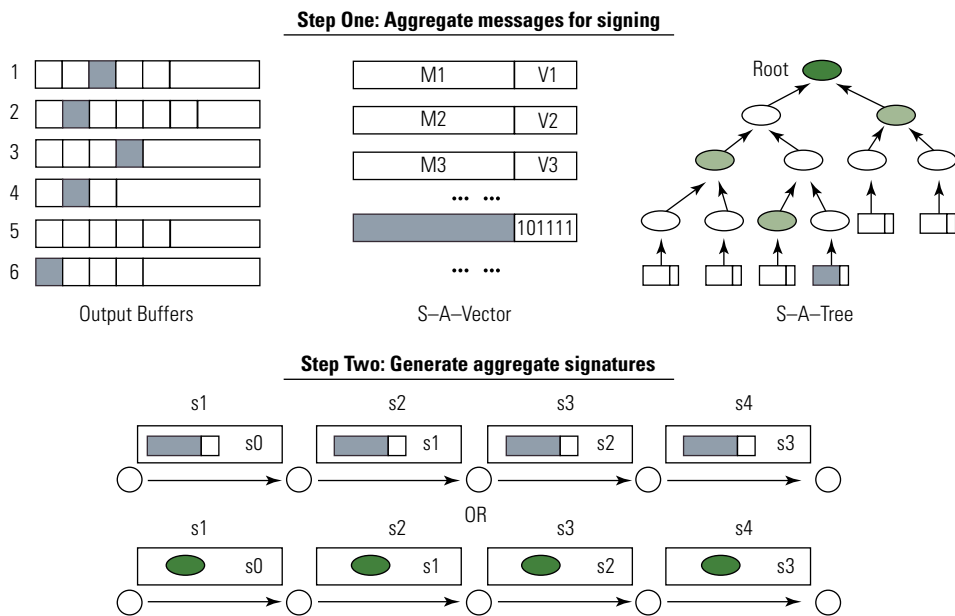 Step One: Aggregate messages for signing
1
2
3
4
5
6
Output Buffers
M1 V1
M2 V2
M3 V3
... ...
101111
... ...
S–A–Vector
Root
S–A–Tree
Step Two: Generate aggregate signatures
s1 s2 s3 s4
s0 s1 s2 s3
OR
s1 s2 s3 s4
s0 s1 s2 s3